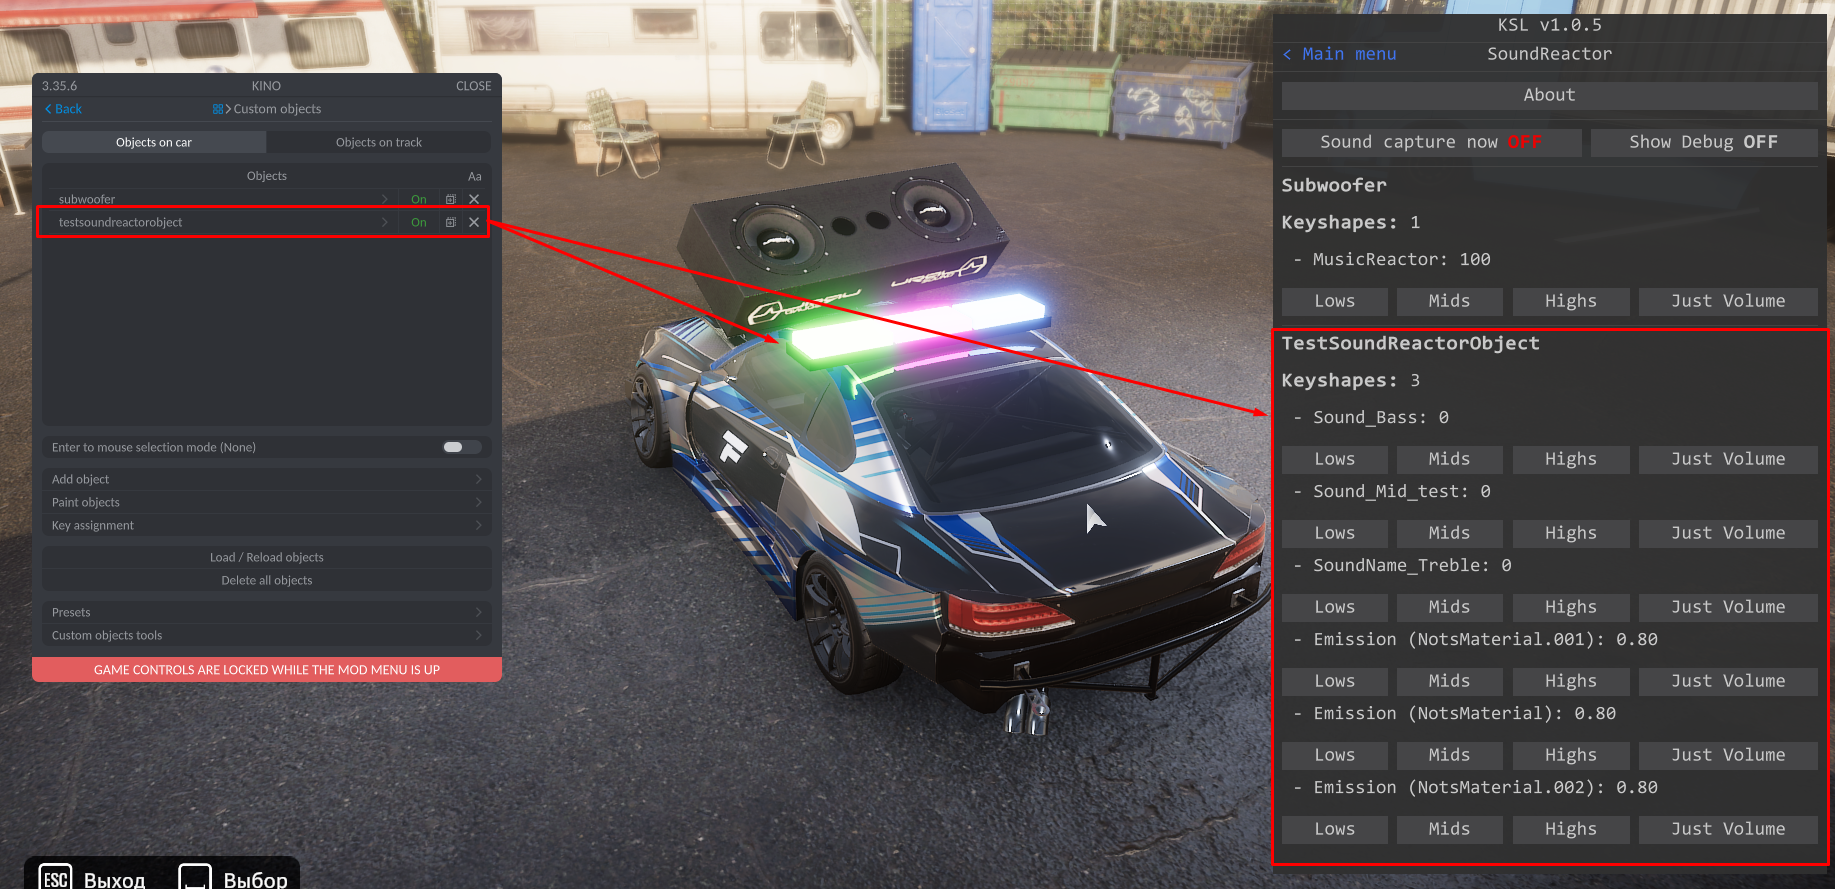 3.35.6 KINO CLOSE
Back Custom objects
Objects on car Objects on track
Objects Aa
subwoofer On
testsoundreactorobject On
Enter to mouse selection mode (None)
Add object
Paint objects
Key assignment
Load / Reload objects
Delete all objects
Presets
Custom objects tools
GAME CONTROLS ARE LOCKED WHILE THE MOD MENU IS UP
ESC Выход Выбор
KSL v1.0.5
< Main menu SoundReactor
About
Sound capture now OFF Show Debug OFF
Subwoofer
Keyshapes: 1
- MusicReactor: 100
Lows Mids Highs Just Volume
TestSoundReactorObject
Keyshapes: 3
- Sound_Bass: 0
Lows Mids Highs Just Volume
- Sound_Mid_test: 0
Lows Mids Highs Just Volume
- SoundName_Treble: 0
Lows Mids Highs Just Volume
- Emission (NotsMaterial.001): 0.80
Lows Mids Highs Just Volume
- Emission (NotsMaterial): 0.80
Lows Mids Highs Just Volume
- Emission (NotsMaterial.002): 0.80
Lows Mids Highs Just Volume